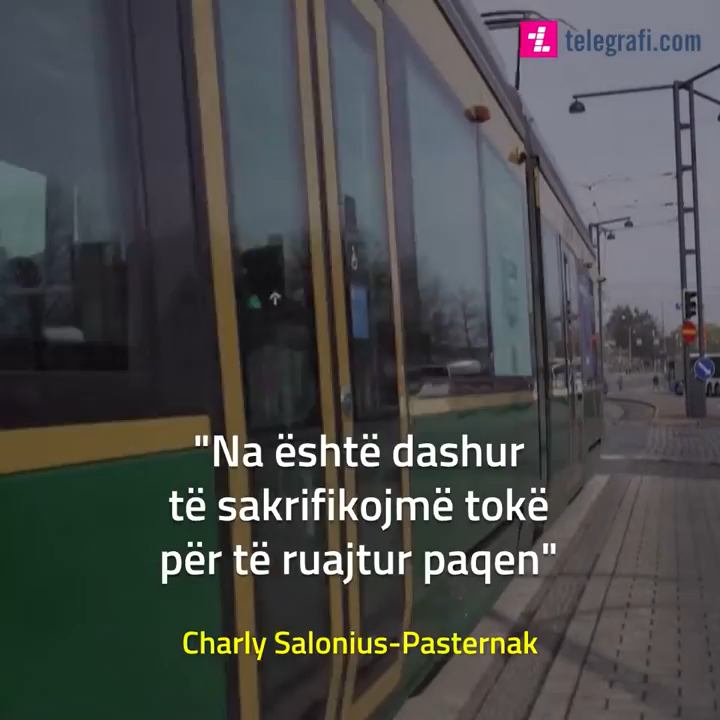 telegrafi.com
"Na është dashur
të sakrifikojmë tokë
për të ruajtur paqen"
Charly Salonius-Pasternak